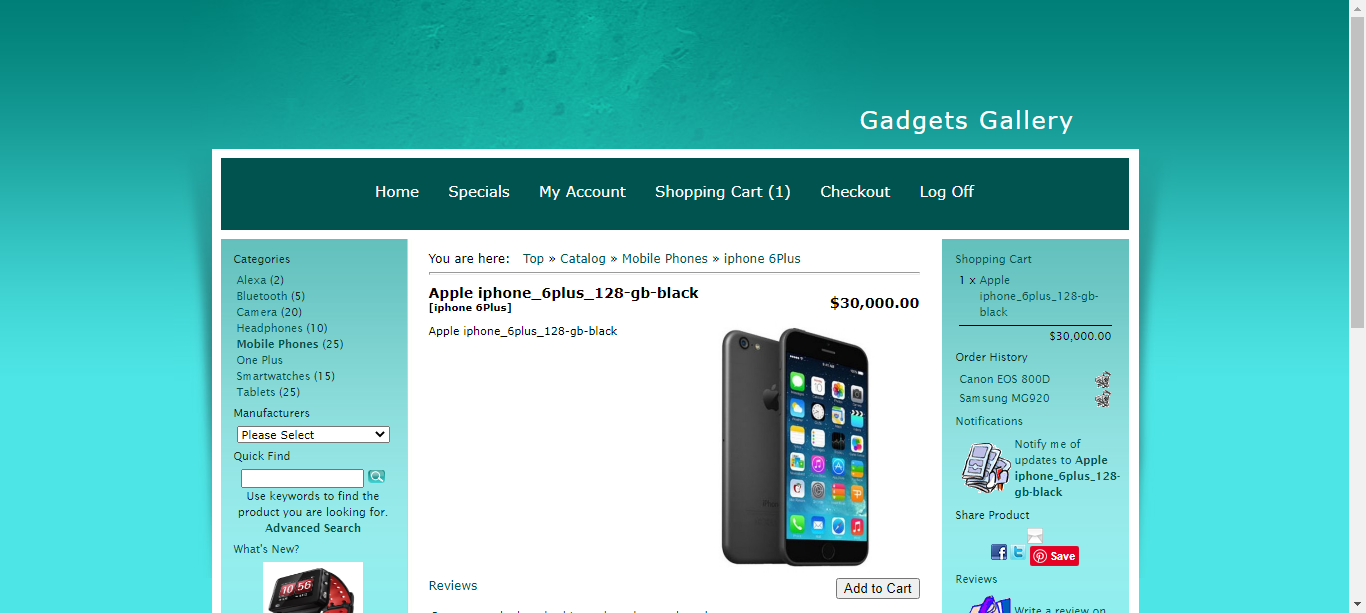 Gadgets Gallery
Home Specials My Account Shopping Cart (1) Checkout Log Off
Categories
Alexa (2)
Bluetooth (5)
Camera (20)
Headphones (10)
Mobile Phones (25)
One Plus
Smartwatches (15)
Tablets (25)
Manufacturers
Please Select
Quick Find
Use keywords to find the
product you are looking for.
Advanced Search
What's New?
10 56
You are here: Top » Catalog » Mobile Phones » iphone 6Plus
Apple iphone_6plus_128-gb-black
[iphone 6Plus]
$30,000.00
Apple iphone_6plus_128-gb-black
Reviews
Add to Cart
Shopping Cart
1 x Apple
iphone_6plus_128-gb-
black
$30,000.00
Order History
Canon EOS 800D
Samsung MG920
Notifications
Notify me of
updates to Apple
iphone_6plus_128-
gb-black
Share Product
Save
Reviews
Write a review on